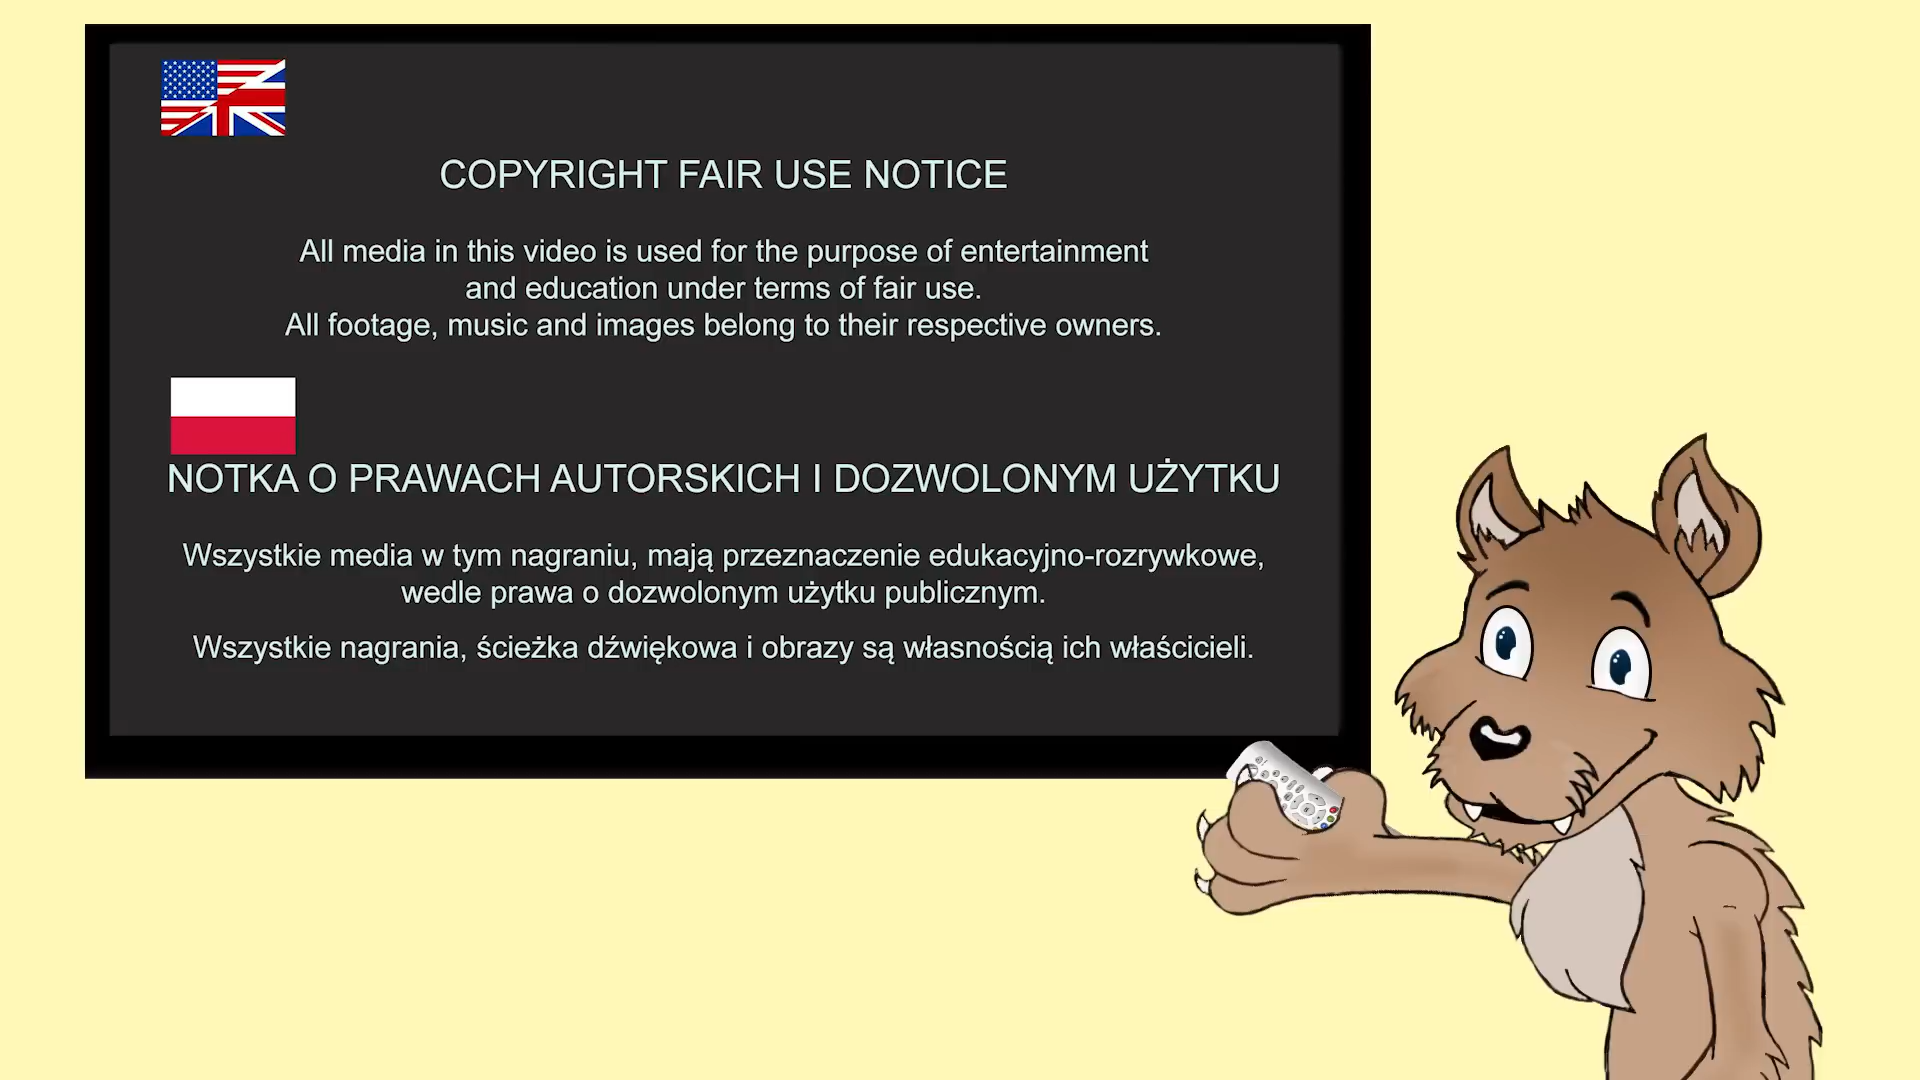 COPYRIGHT FAIR USE NOTICE
All media in this video is used for the purpose of entertainment
and education under terms of fair use.
All footage, music and images belong to their respective owners.
NOTKA O PRAWACH AUTORSKICH I DOZWOLONYM UŻYTKU
Wszystkie media w tym nagraniu, mają przeznaczenie edukacyjno-rozrywkowe,
wedle prawa o dozwolonym użytku publicznym.
Wszystkie nagrania, ścieżka dźwiękowa i obrazy są własnością ich właścicieli.